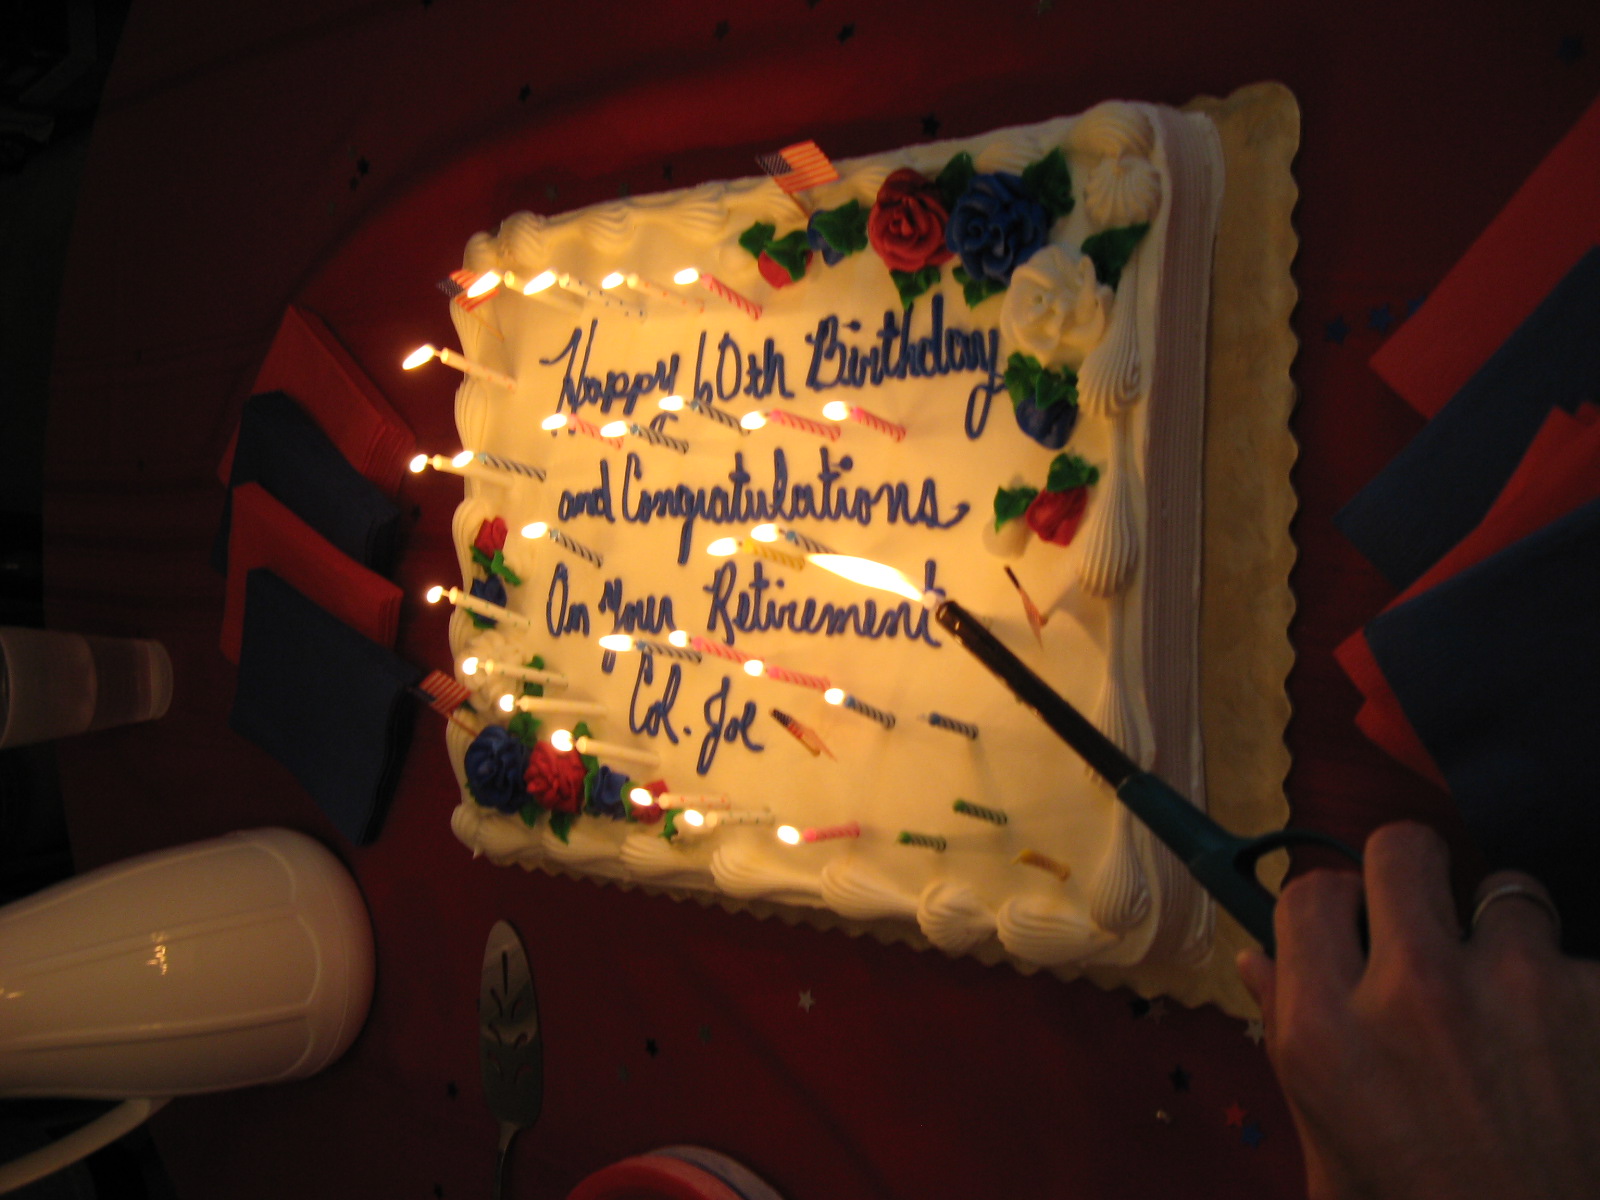 Happy 60th Birthday
and Congratulations
On Your Retirement
Col. Joe